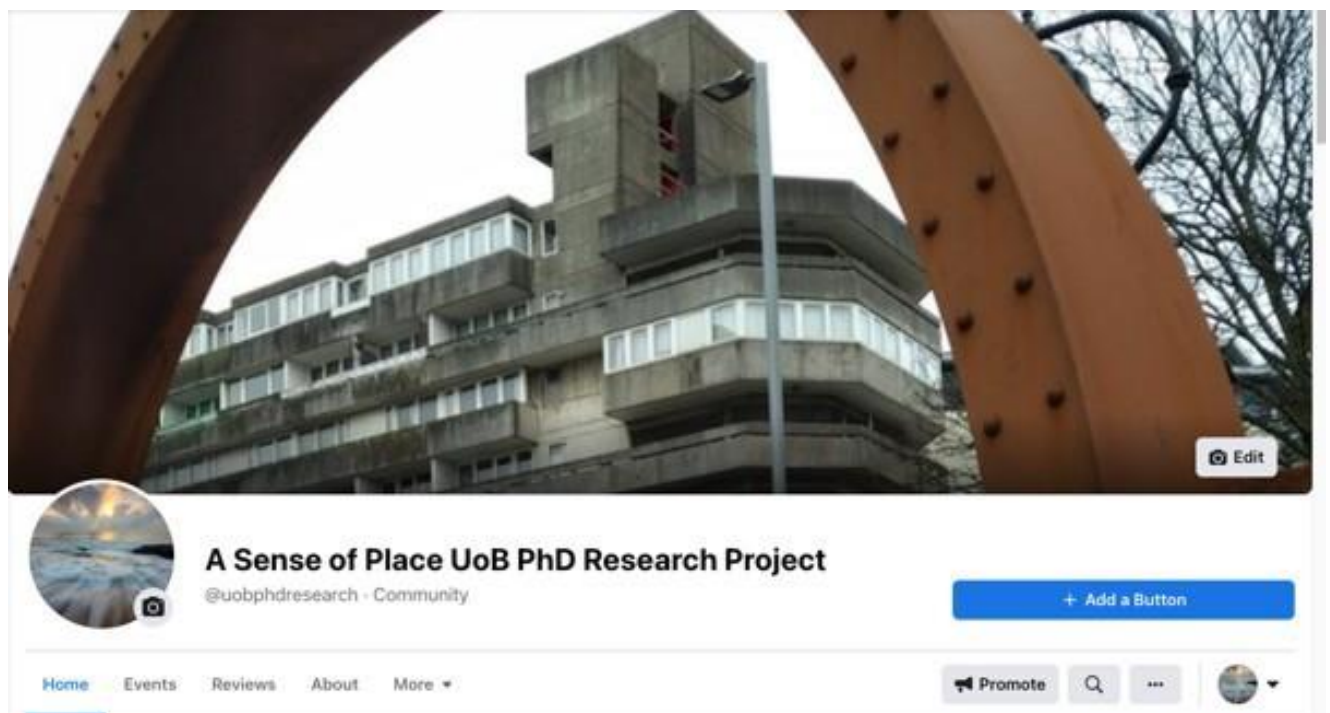 Edit
A Sense of Place UoB PhD Research Project
@uobphdresearch · Community
+ Add a Button
Home Events Reviews About More
Promote